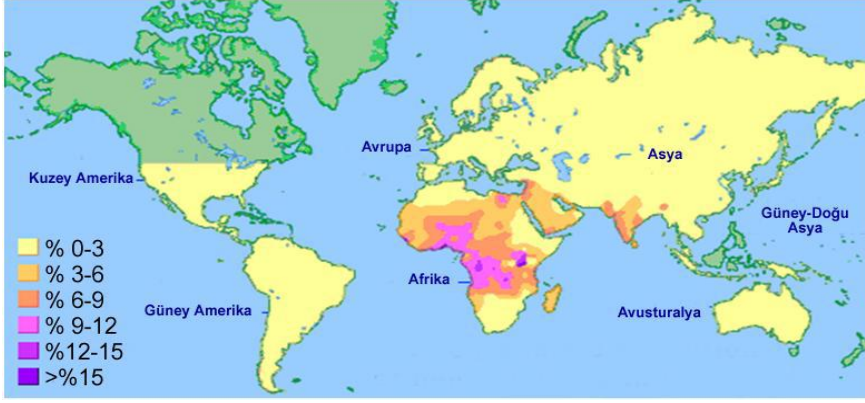 Avrupa
Asya
Kuzey Amerika
Güney-Doğu
Asya
Afrika
Güney Amerika
Avusturalya
% 0-3
% 3-6
% 6-9
% 9-12
%12-15
>%15